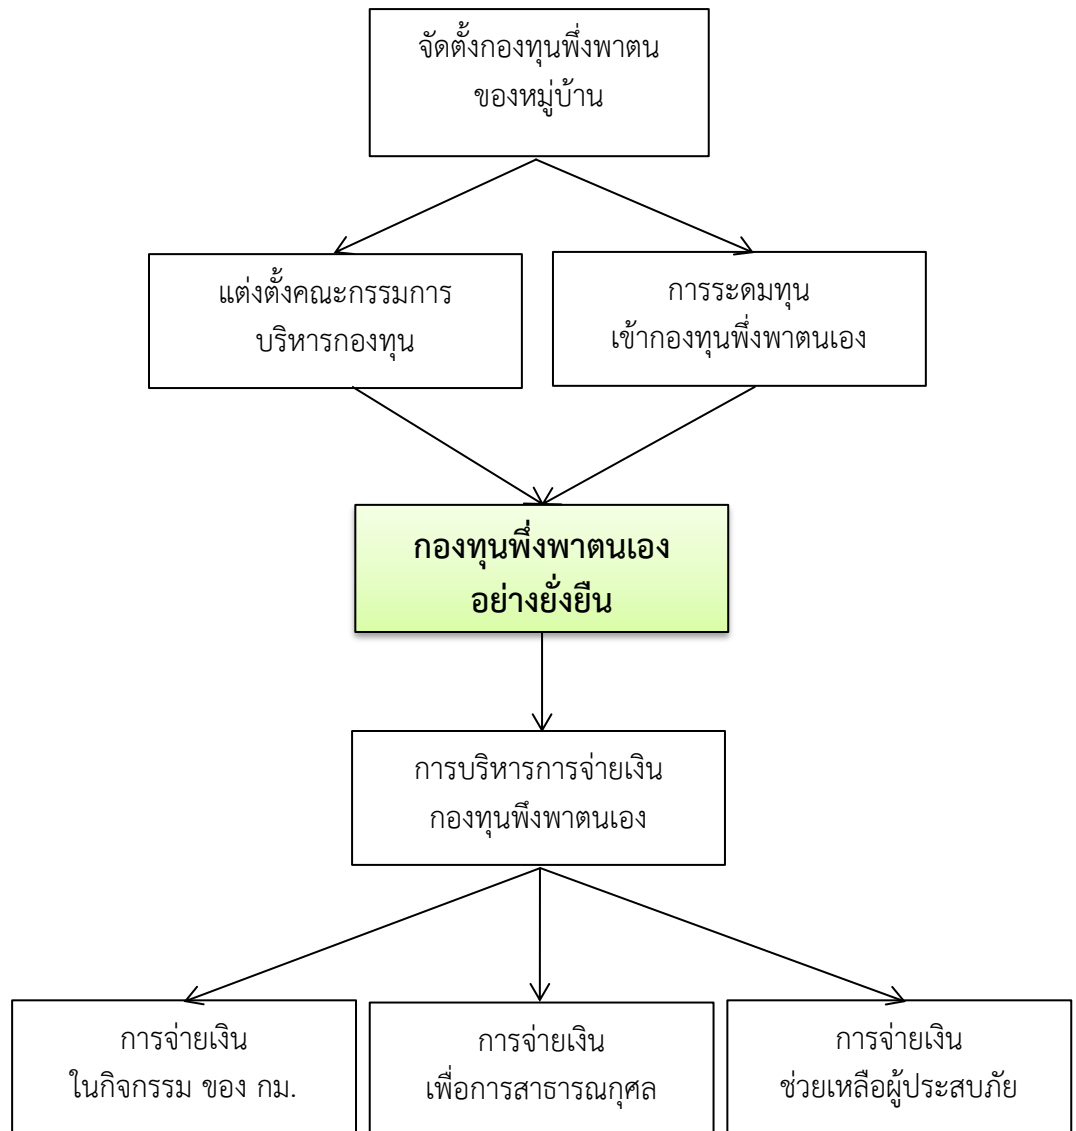 จัดตั้งกองทุนพึ่งพาตน
ของหมู่บ้าน
แต่งตั้งคณะกรรมการ
บริหารกองทุน
การระดมทุน
เข้ากองทุนพึ่งพาตนเอง
กองทุนพึ่งพาตนเอง
อย่างยั่งยืน
การบริหารการจ่ายเงิน
กองทุนพึงพาตนเอง
การจ่ายเงิน
ในกิจกรรม ของ กม.
การจ่ายเงิน
เพื่อการสาธารณกุศล
การจ่ายเงิน
ช่วยเหลือผู้ประสบภัย